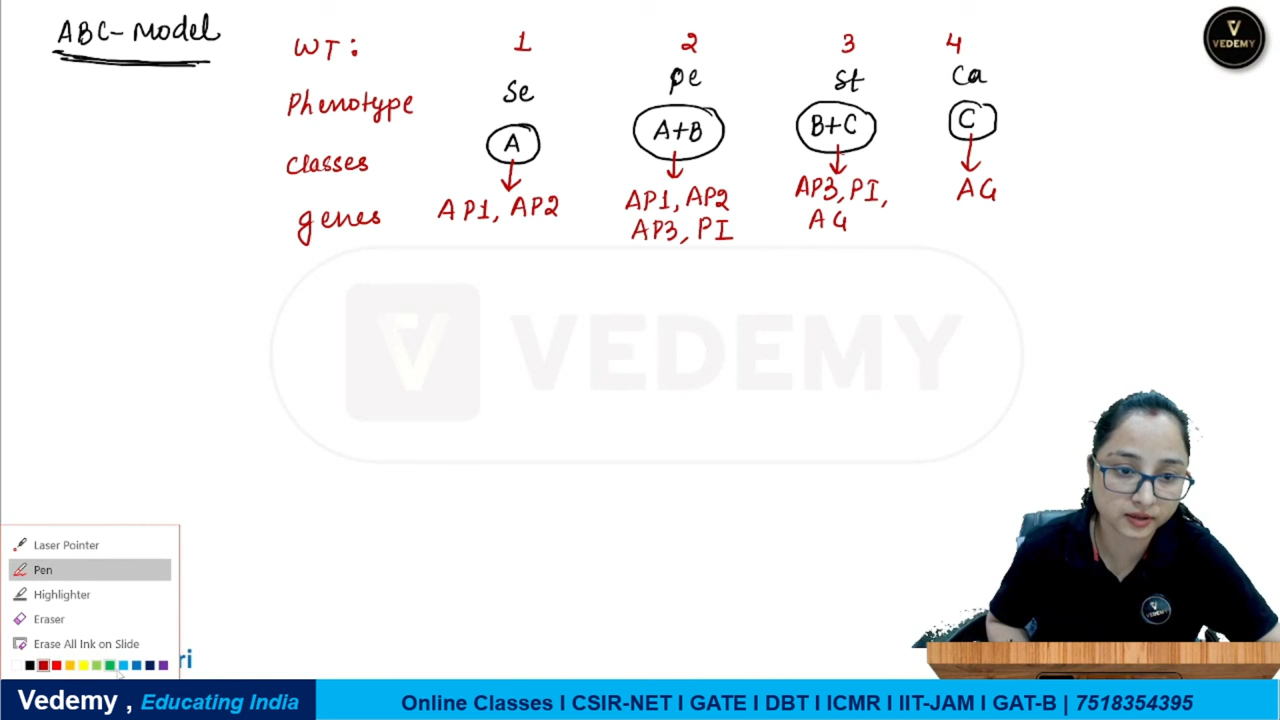 ABC-Model
WT: 1 2 3 4
Phenotype Se Pe St Ca
classes A A+B B+C C
genes AP1, AP2 AP1, AP2 AP3, PI, AG
AP3, PI AG
VEDEMY
VEDEMY
Laser Pointer
Pen
Highlighter
Eraser
Erase All Ink on Slide
ri
Vedemy , Educating India
Online Classes I CSIR-NET I GATE I DBT I ICMR I IIT-JAM I GAT-B | 7518354395
VEDEMY